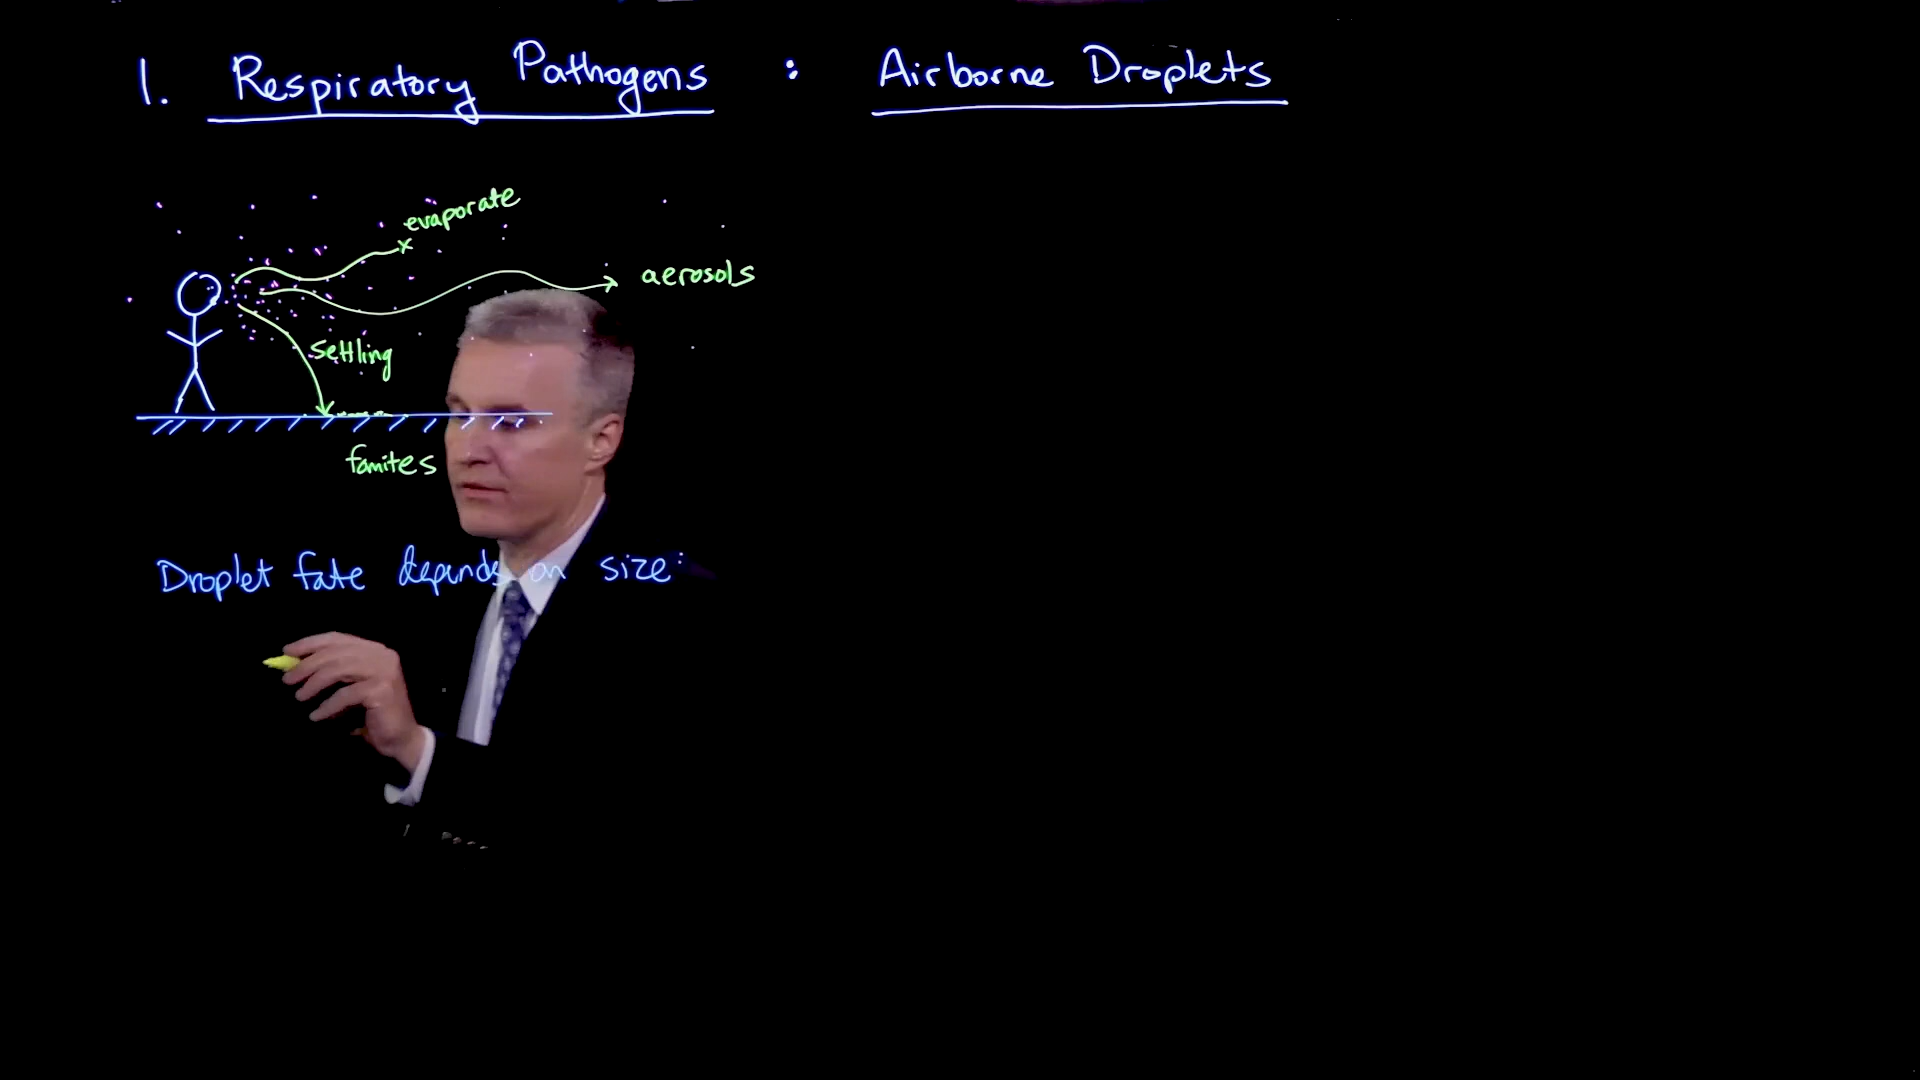 1. Respiratory Pathogens : Airborne Droplets
evaporate
aerosols
settling
fomites
Droplet fate depends on size: